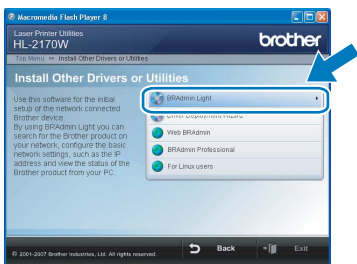 Macromedia Flash Player 8
Laser Printer Utilities
HL-2170W
brother
Top Menu >> Install Other Drivers or Utilities
Install Other Drivers or Utilities
Use this software for the initial
setup of the network connected
Brother device.
By using BRAdmin Light you can
search for the Brother product on
your network, configure the basic
network settings, such as the IP
address and view the status of the
Brother product from your PC.
BRAdmin Light
Driver Deployment Wizard
Web BRAdmin
BRAdmin Professional
For Linux users
© 2001-2007 Brother Industries, Ltd. All rights reserved.
Back
Exit